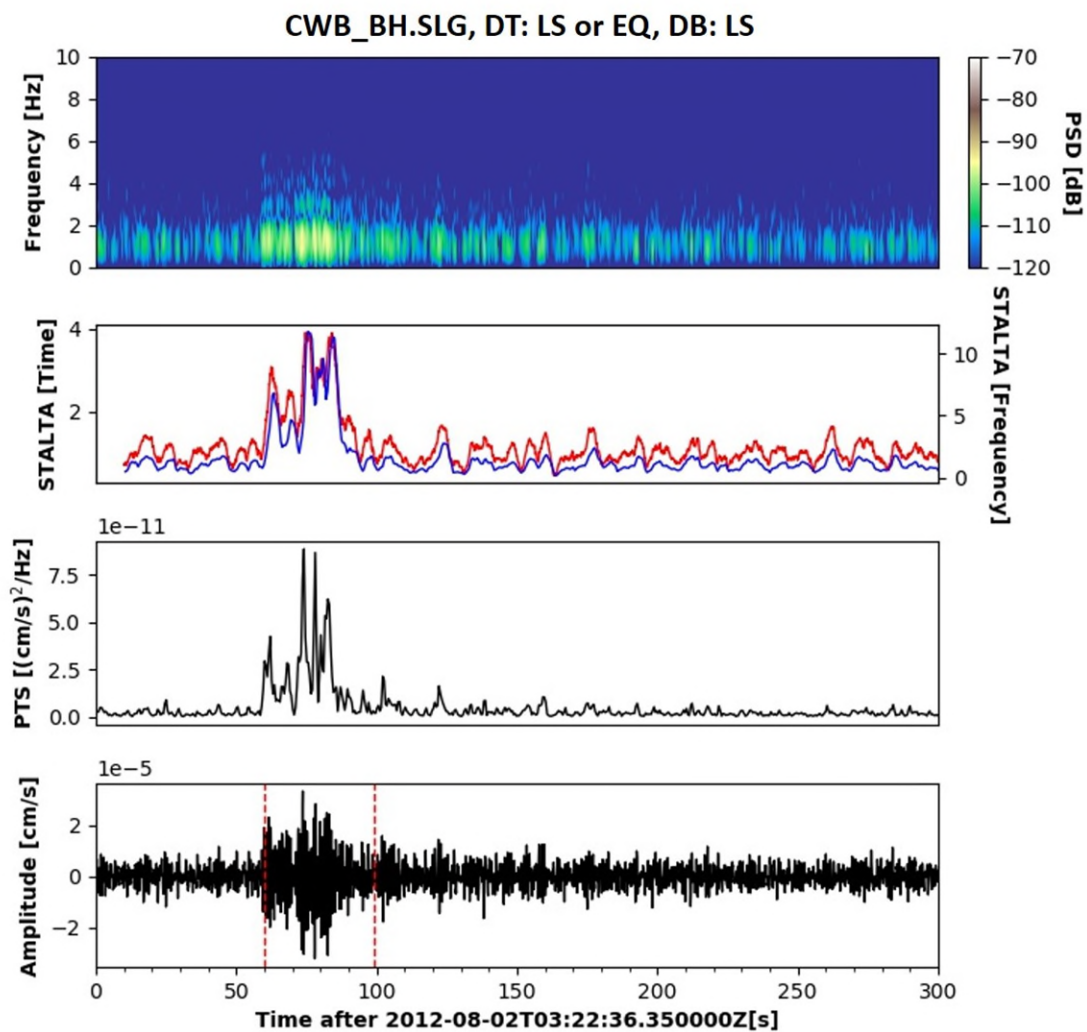 CWB_BH.SLG, DT: LS or EQ, DB: LS
Frequency [Hz]
10
8
6
4
2
0
−70
−80
−90
−100
−110
−120
PSD [dB]
STALTA [Time]
4
2
10
5
0
STALTA [Frequency]
1e−11
PTS [(cm/s)²/Hz]
7.5
5.0
2.5
0.0
1e−5
Amplitude [cm/s]
2
0
−2
0 50 100 150 200 250 300
Time after 2012-08-02T03:22:36.350000Z[s]